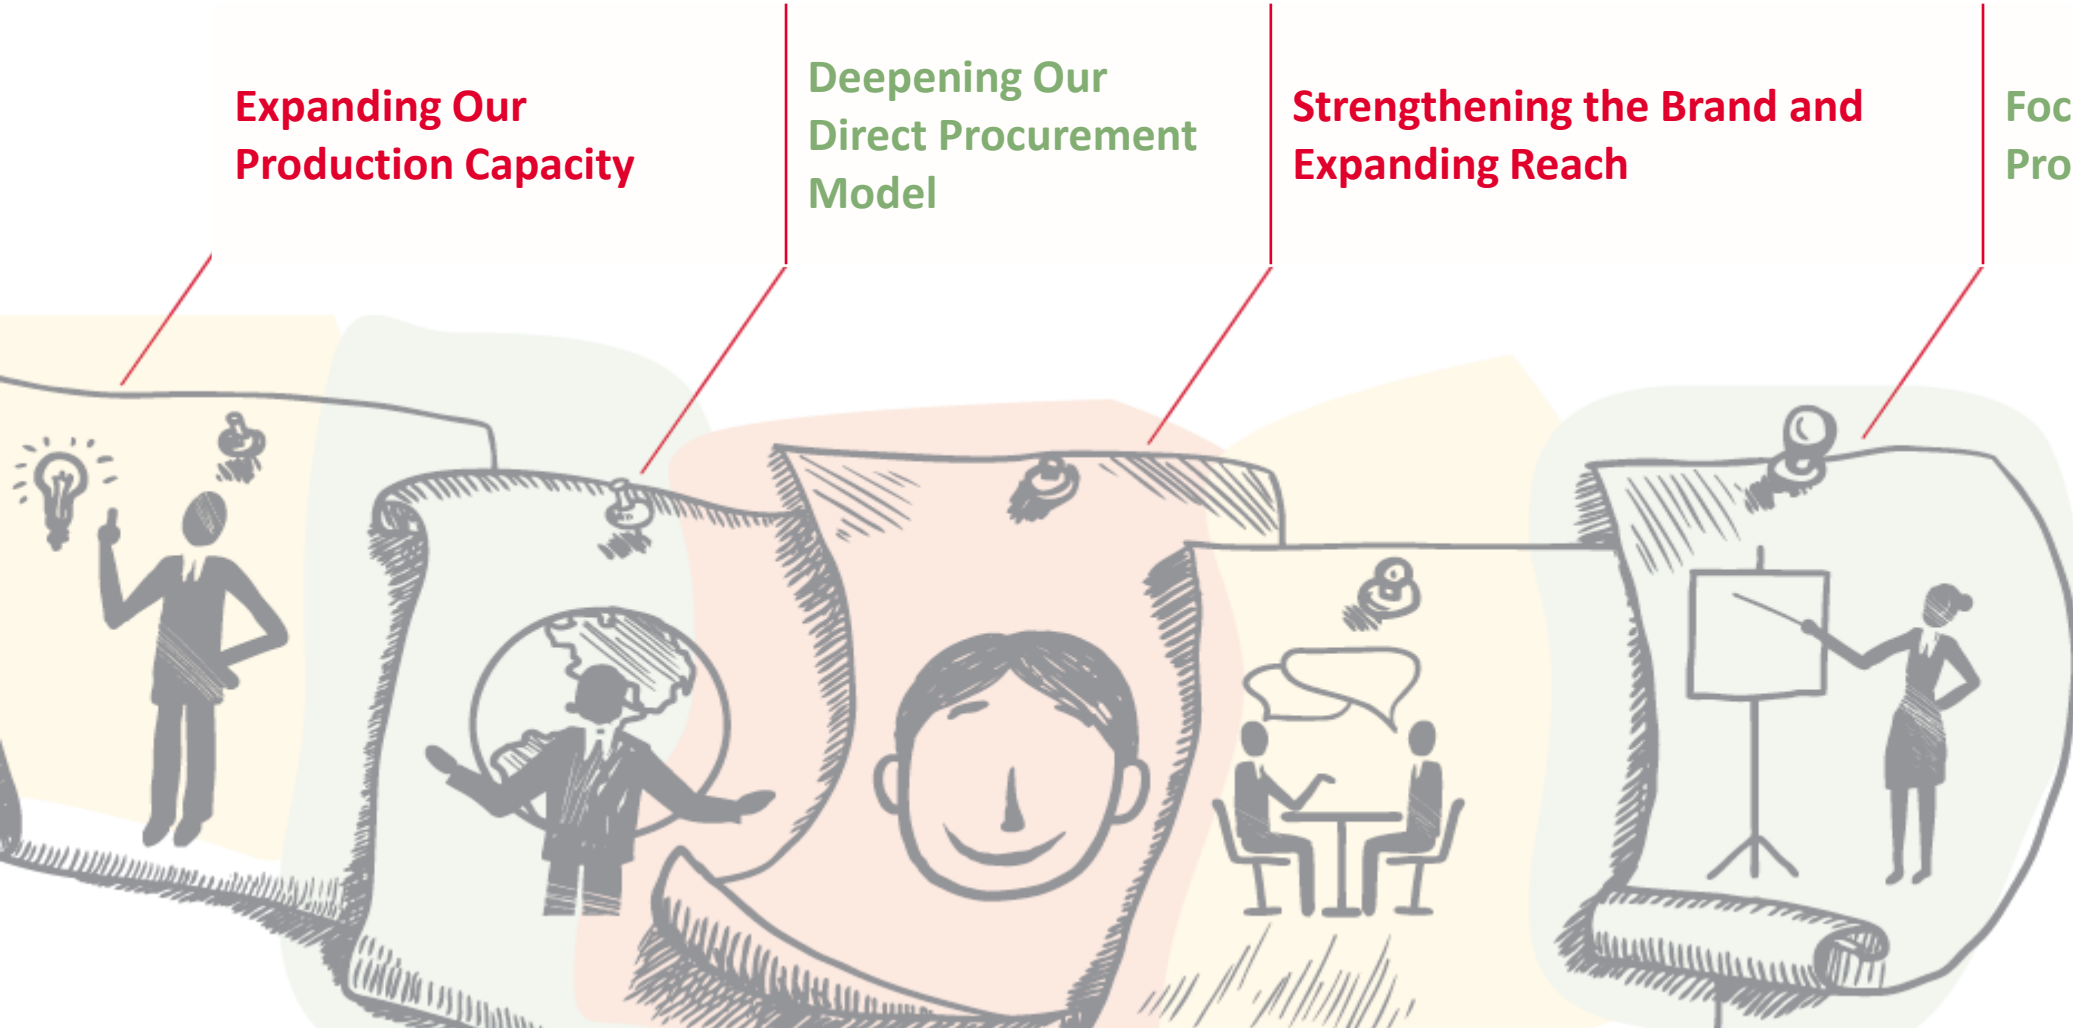 Expanding Our
Production Capacity
Deepening Our
Direct Procurement
Model
Strengthening the Brand and
Expanding Reach